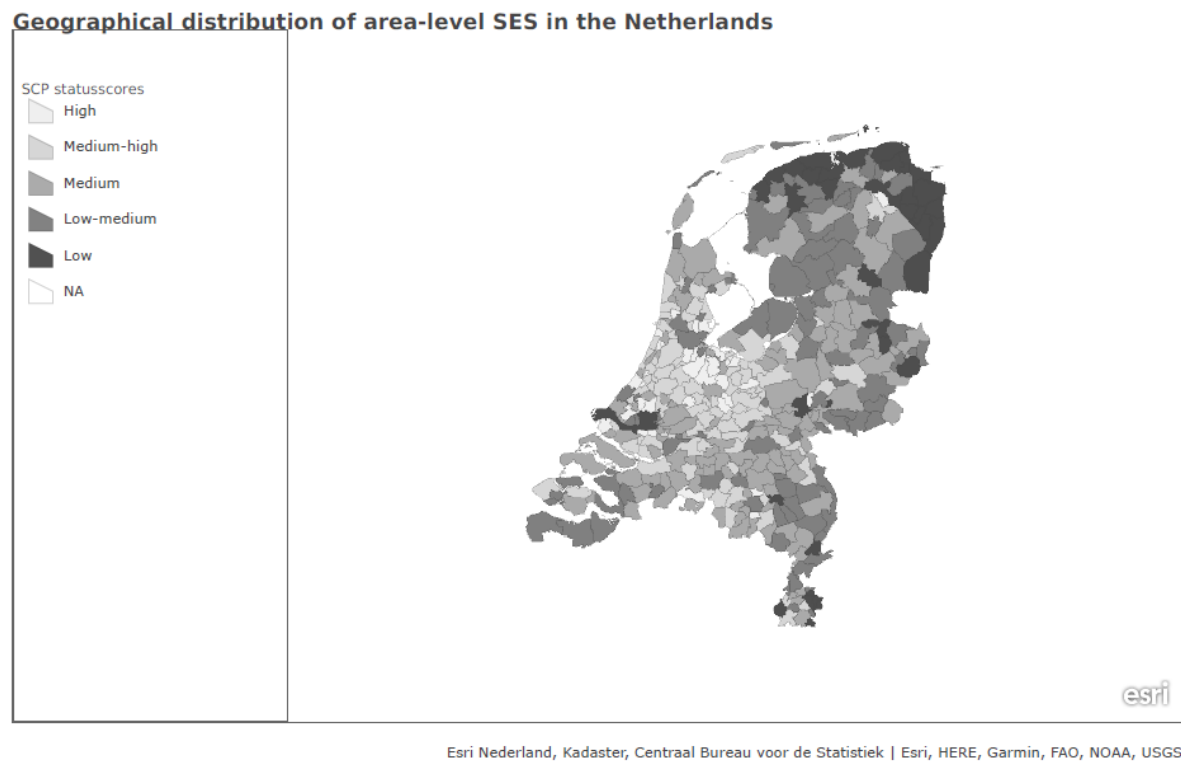 Geographical distribution of area-level SES in the Netherlands
SCP statusscores
High
Medium-high
Medium
Low-medium
Low
NA
esri
Esri Nederland, Kadaster, Centraal Bureau voor de Statistiek | Esri, HERE, Garmin, FAO, NOAA, USGS